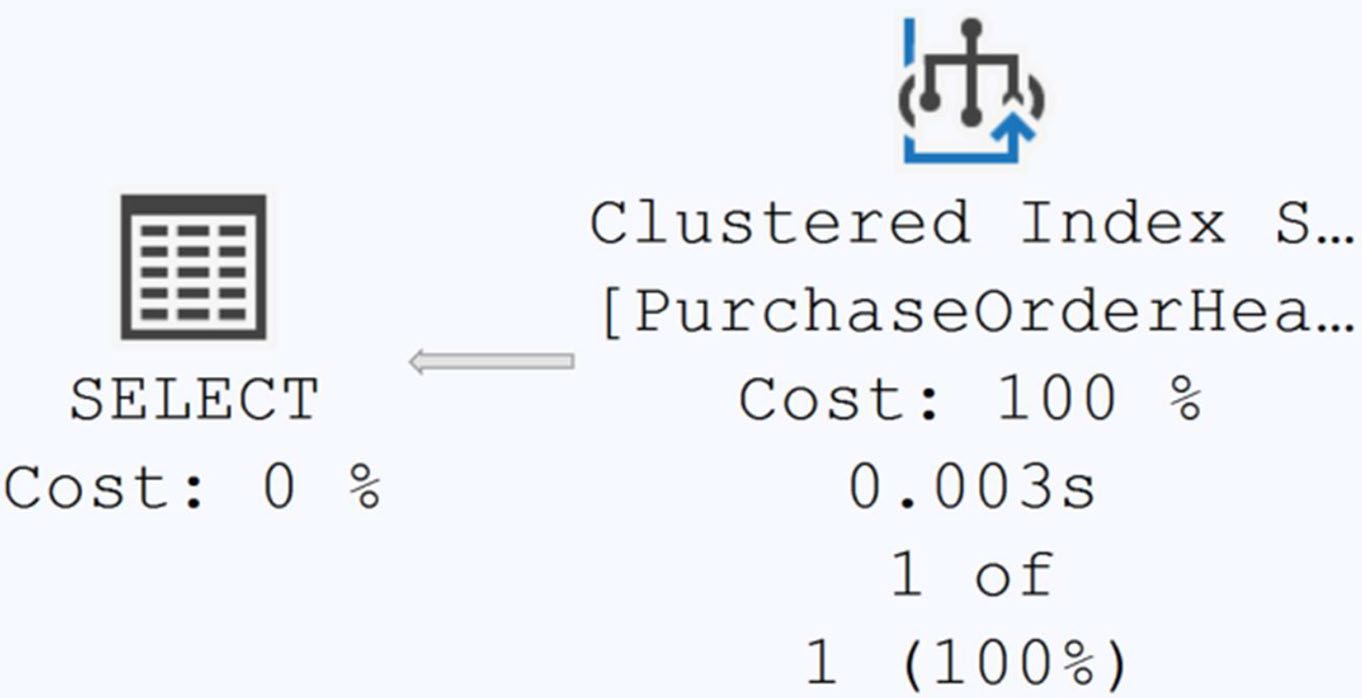 SELECT
Cost: 0 %
Clustered Index S…
[PurchaseOrderHea…
Cost: 100 %
0.003s
1 of
1 (100%)